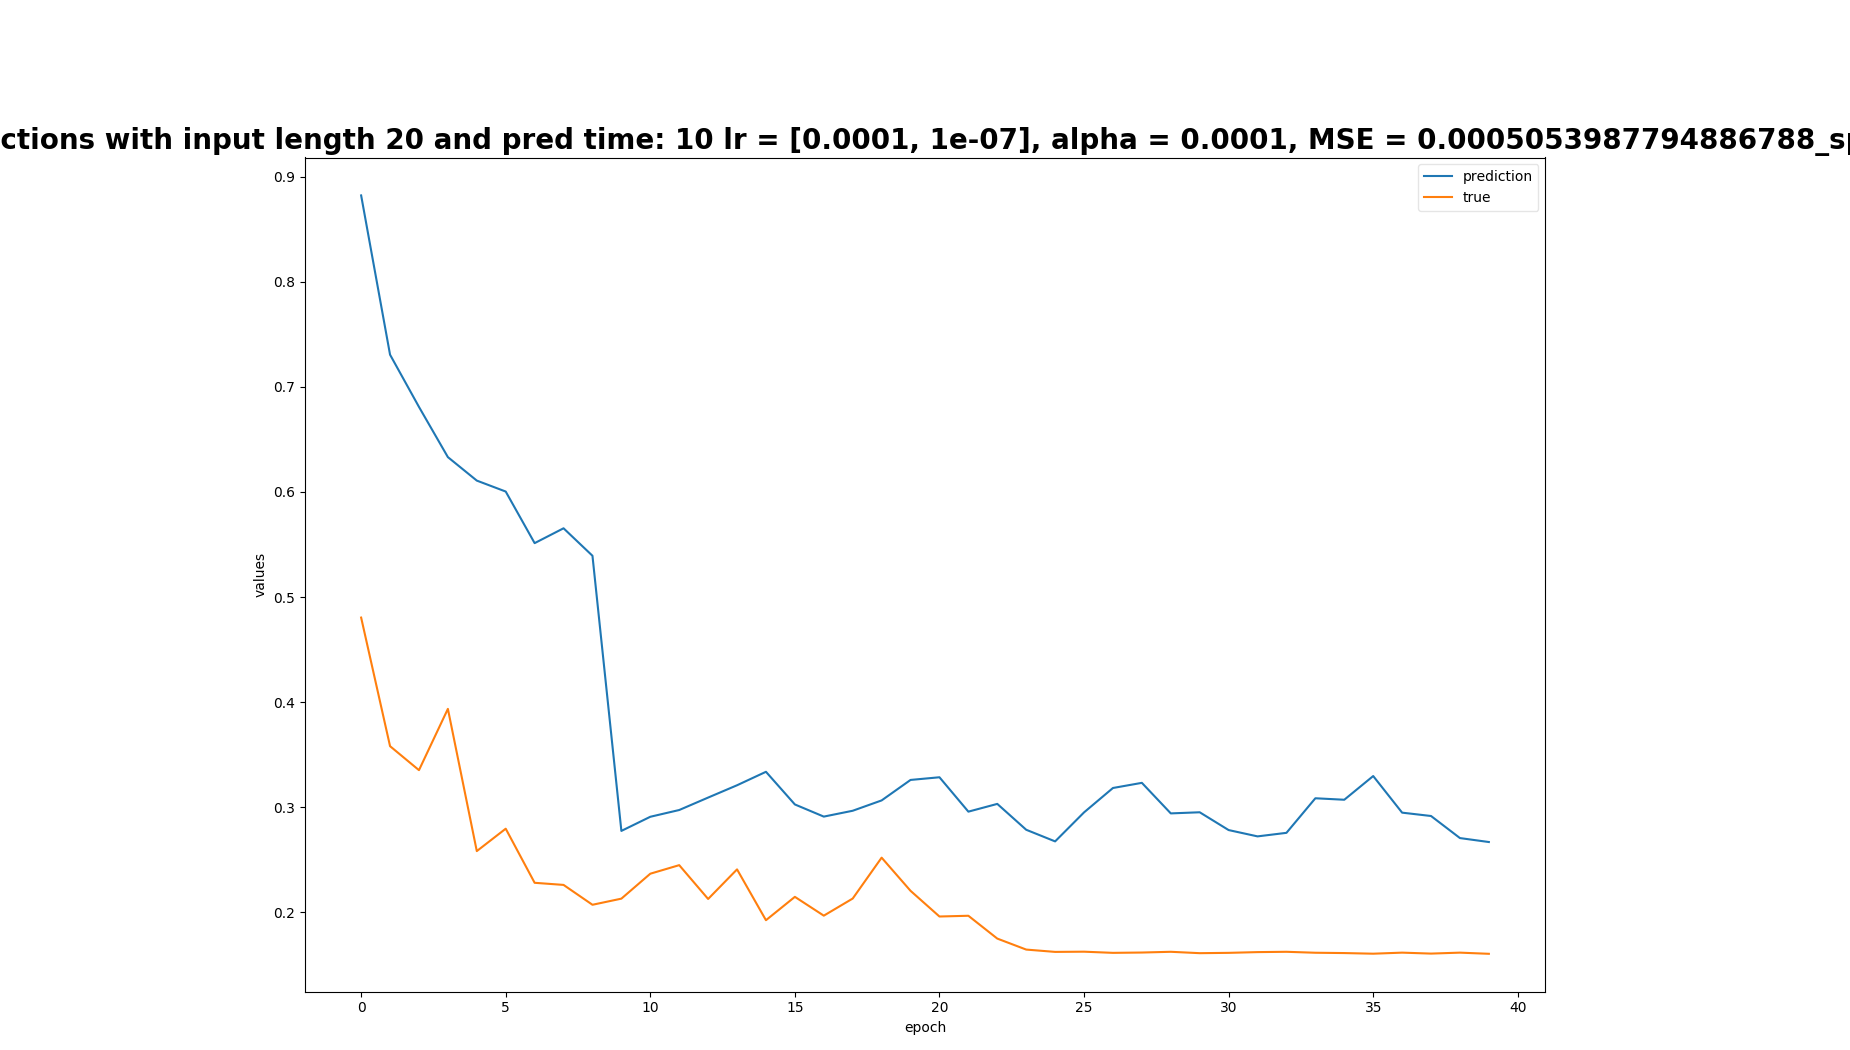 ctions with input length 20 and pred time: 10 lr = [0.0001, 1e-07], alpha = 0.0001, MSE = 0.0005053987794886788_sp
prediction
true
0.9
0.8
0.7
0.6
0.5
0.4
0.3
0.2
values
0 5 10 15 20 25 30 35 40
epoch